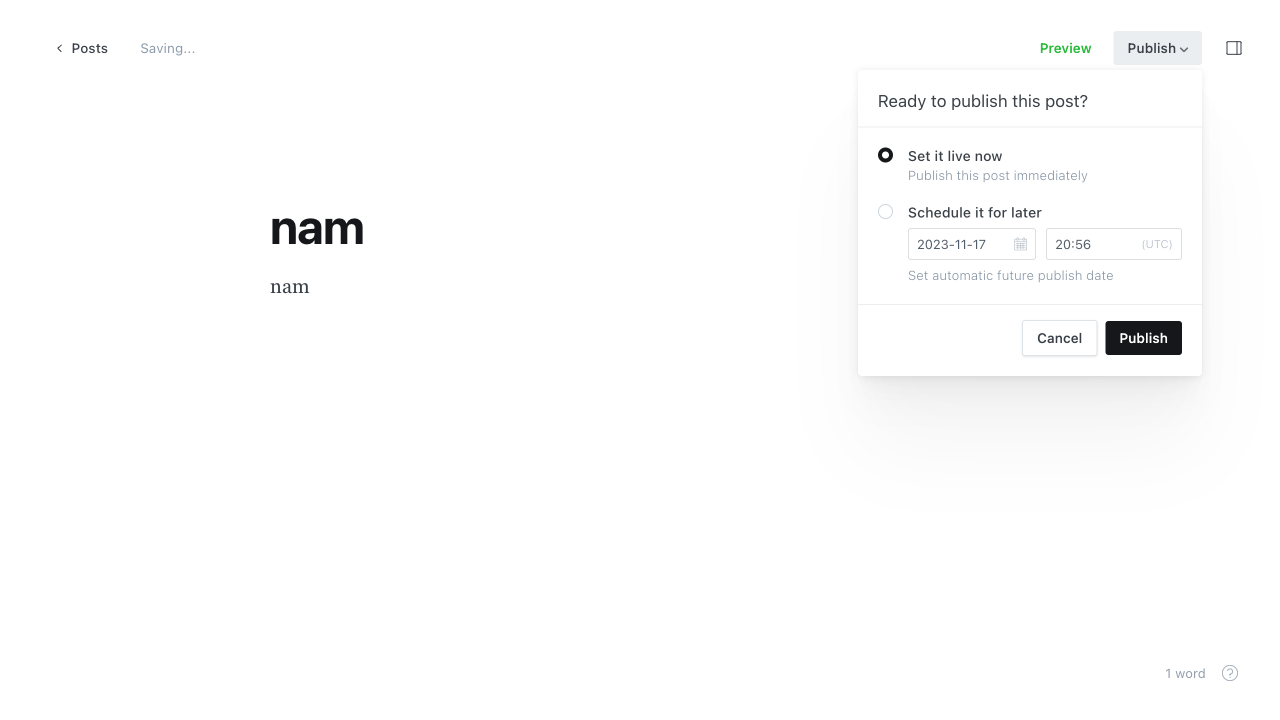 Posts
Saving...
Preview
Publish
Ready to publish this post?
Set it live now
Publish this post immediately
Schedule it for later
2023-11-17
20:56
(UTC)
Set automatic future publish date
Cancel
Publish
nam
nam
1 word
?